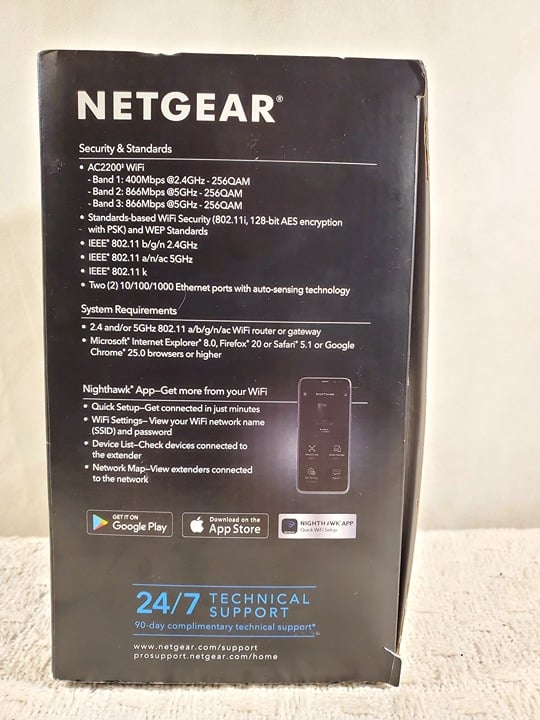 NETGEAR®
Security & Standards
• AC2200‡ WiFi
- Band 1: 400Mbps @2.4GHz - 256QAM
- Band 2: 866Mbps @5GHz - 256QAM
- Band 3: 866Mbps @5GHz - 256QAM
• Standards-based WiFi Security (802.11i, 128-bit AES encryption
with PSK) and WEP Standards
• IEEE® 802.11 b/g/n 2.4GHz
• IEEE® 802.11 a/n/ac 5GHz
• IEEE® 802.11 k
• Two (2) 10/100/1000 Ethernet ports with auto-sensing technology
System Requirements
• 2.4 and/or 5GHz 802.11 a/b/g/n/ac WiFi router or gateway
• Microsoft® Internet Explorer® 8.0, Firefox® 20 or Safari® 5.1 or Google
Chrome® 25.0 browsers or higher
Nighthawk® App—Get more from your WiFi
• Quick Setup—Get connected in just minutes
• WiFi Settings—View your WiFi network name
(SSID) and password
• Device List—Check devices connected to
the extender
• Network Map—View extenders connected
to the network
NIGHTHAWK
GET IT ON
Google Play
Download on the
App Store
NIGHTHAWK APP
Quick WiFi Setup
24/7 TECHNICAL
SUPPORT
90-day complimentary technical support*
www.netgear.com/support
prosupport.netgear.com/home